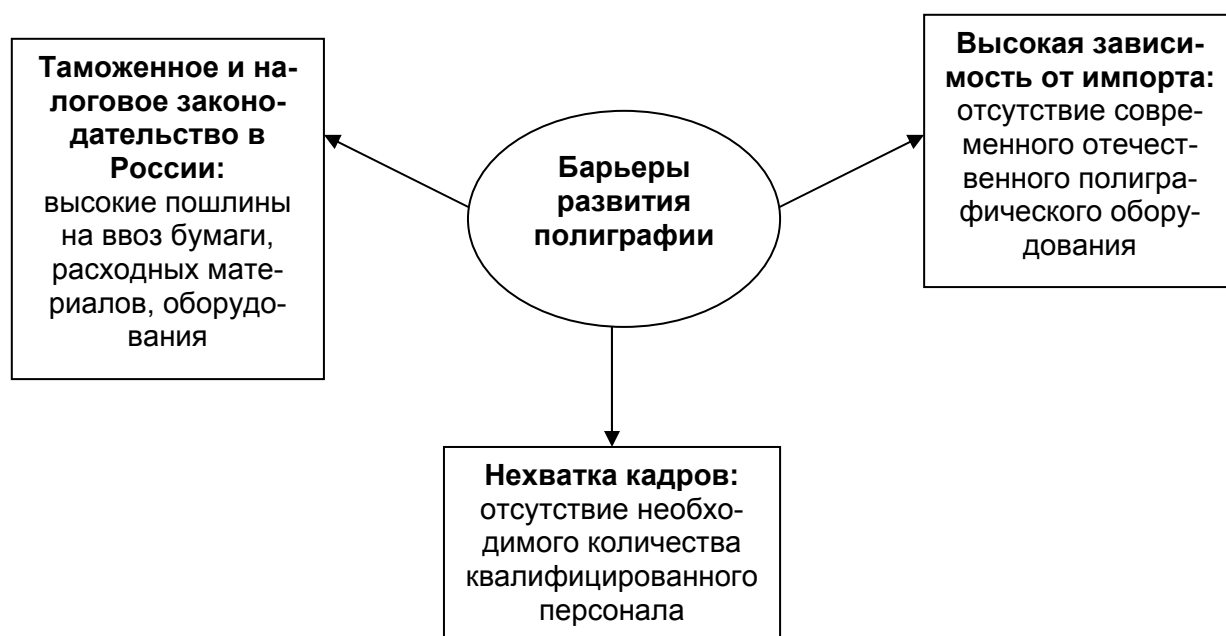 Таможенное и на-
логовое законо-
дательство в
России:
высокие пошлины
на ввоз бумаги,
расходных мате-
риалов, оборудо-
вания
Барьеры
развития
полиграфии
Высокая зависи-
мость от импорта:
отсутствие совре-
менного отечест-
венного полигра-
фического обору-
дования
Нехватка кадров:
отсутствие необхо-
димого количества
квалифицированного
персонала